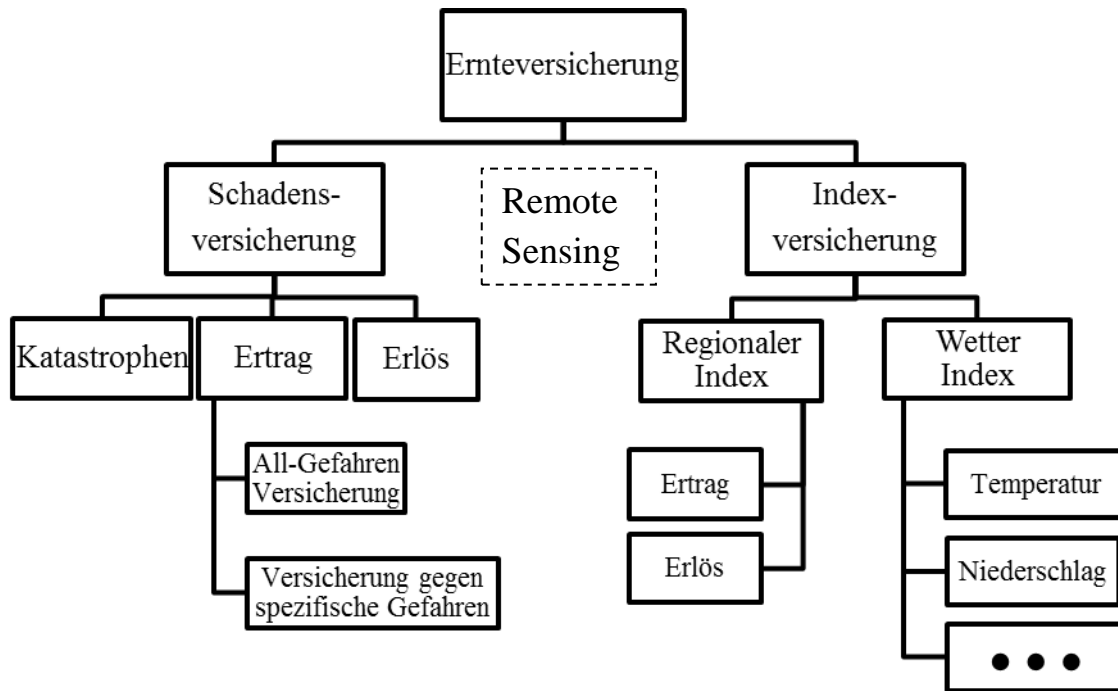 Ernteversicherung
Schadens-
versicherung
Remote
Sensing
Index-
versicherung
Katastrophen
Ertrag
Erlös
Regionaler
Index
Wetter
Index
All-Gefahren
Versicherung
Versicherung gegen
spezifische Gefahren
Ertrag
Erlös
Temperatur
Niederschlag
● ● ●